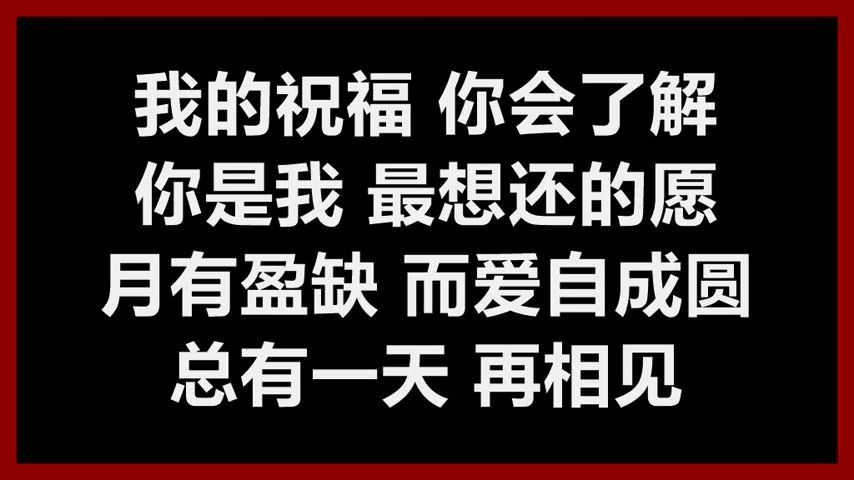 我的祝福 你会了解
你是我 最想还的愿
月有盈缺 而爱自成圆
总有一天 再相见